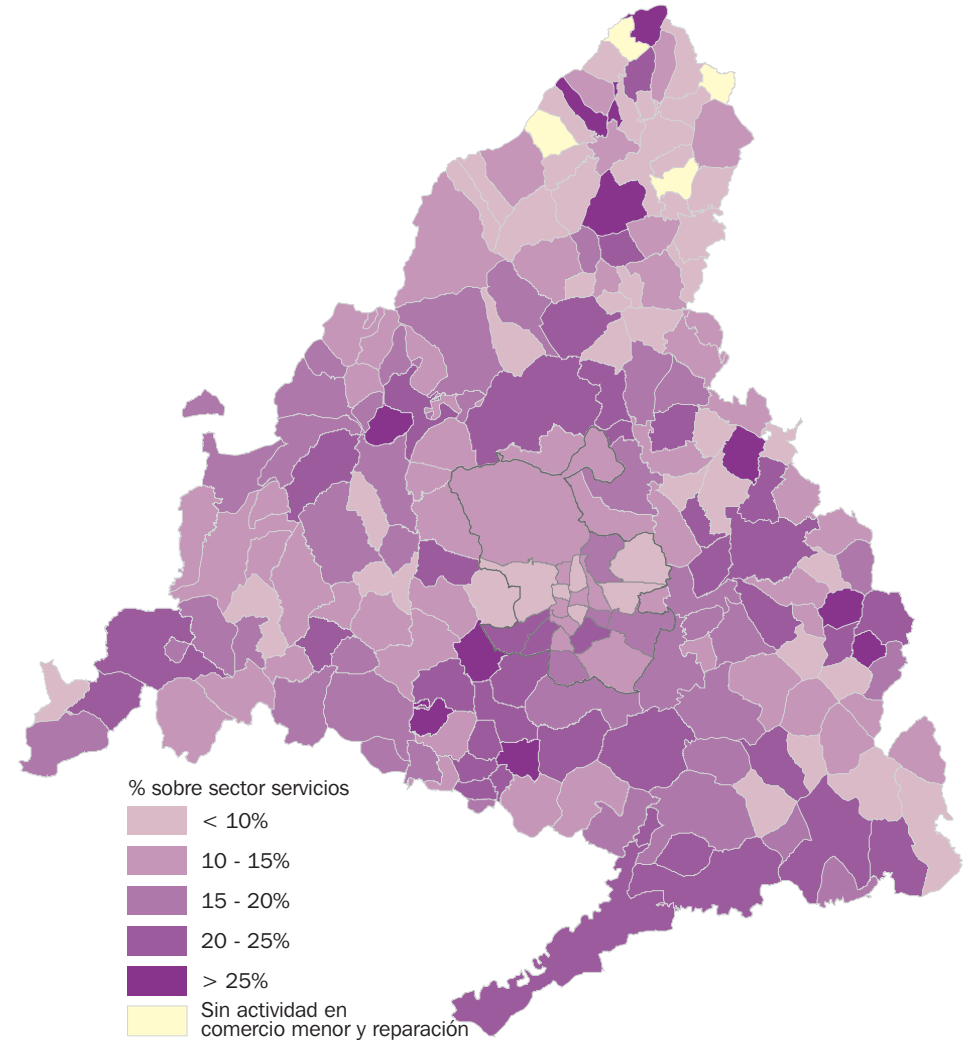 % sobre sector servicios
< 10%
10 - 15%
15 - 20%
20 - 25%
> 25%
Sin actividad en
comercio menor y reparación